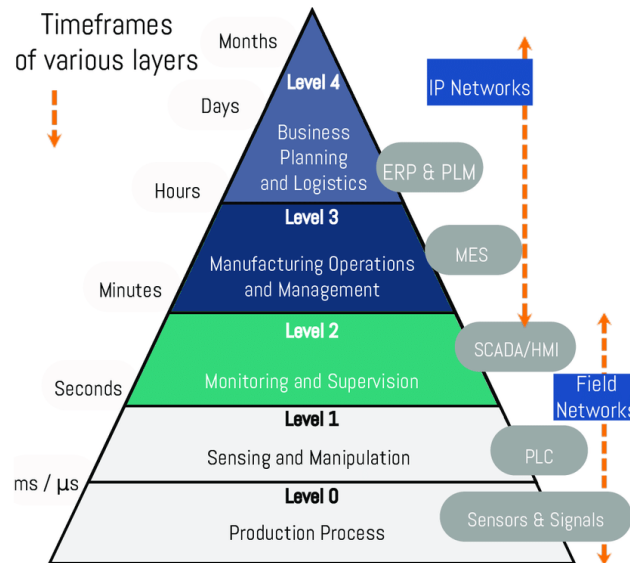 Timeframes
of various layers
Months
Days
Hours
Minutes
Seconds
ms / μs
Level 4
Business
Planning
and Logistics
Level 3
Manufacturing Operations
and Management
Level 2
Monitoring and Supervision
Level 1
Sensing and Manipulation
Level 0
Production Process
ERP & PLM
MES
SCADA/HMI
PLC
Sensors & Signals
IP Networks
Field
Networks